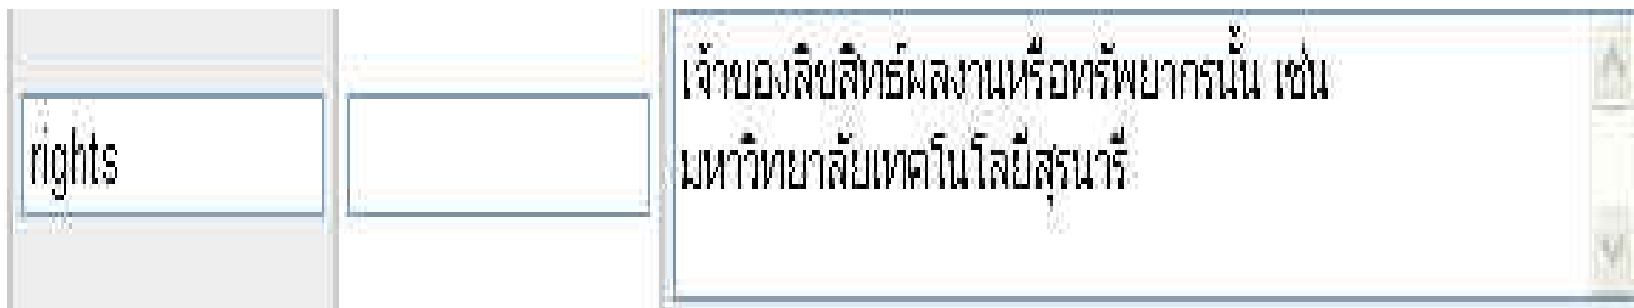 เจ้าของลิขสิทธิ์ผลงานหรือทรัพยากรนั้น เช่น
rights
มหาวิทยาลัยเทคโนโลยีสุรนารี